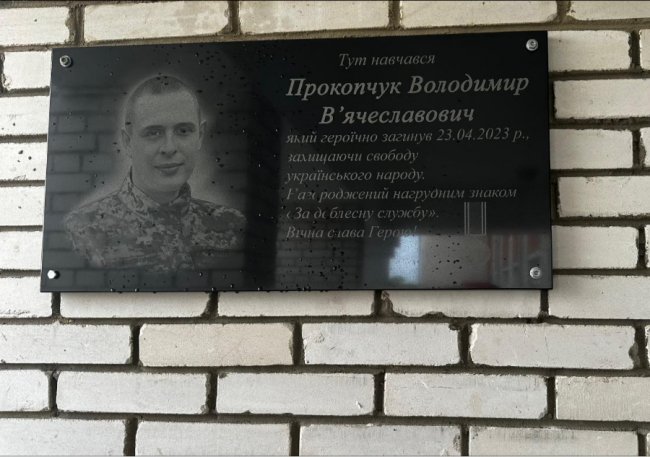 Тут навчався
Прокопчук Володимир
В’ячеславович
який героїчно загинув 23.04.2023 р.,
захищаючи свободу
українського народу.
Нагороджений нагрудним знаком
«За доблесну службу».
Вічна слава Герою!